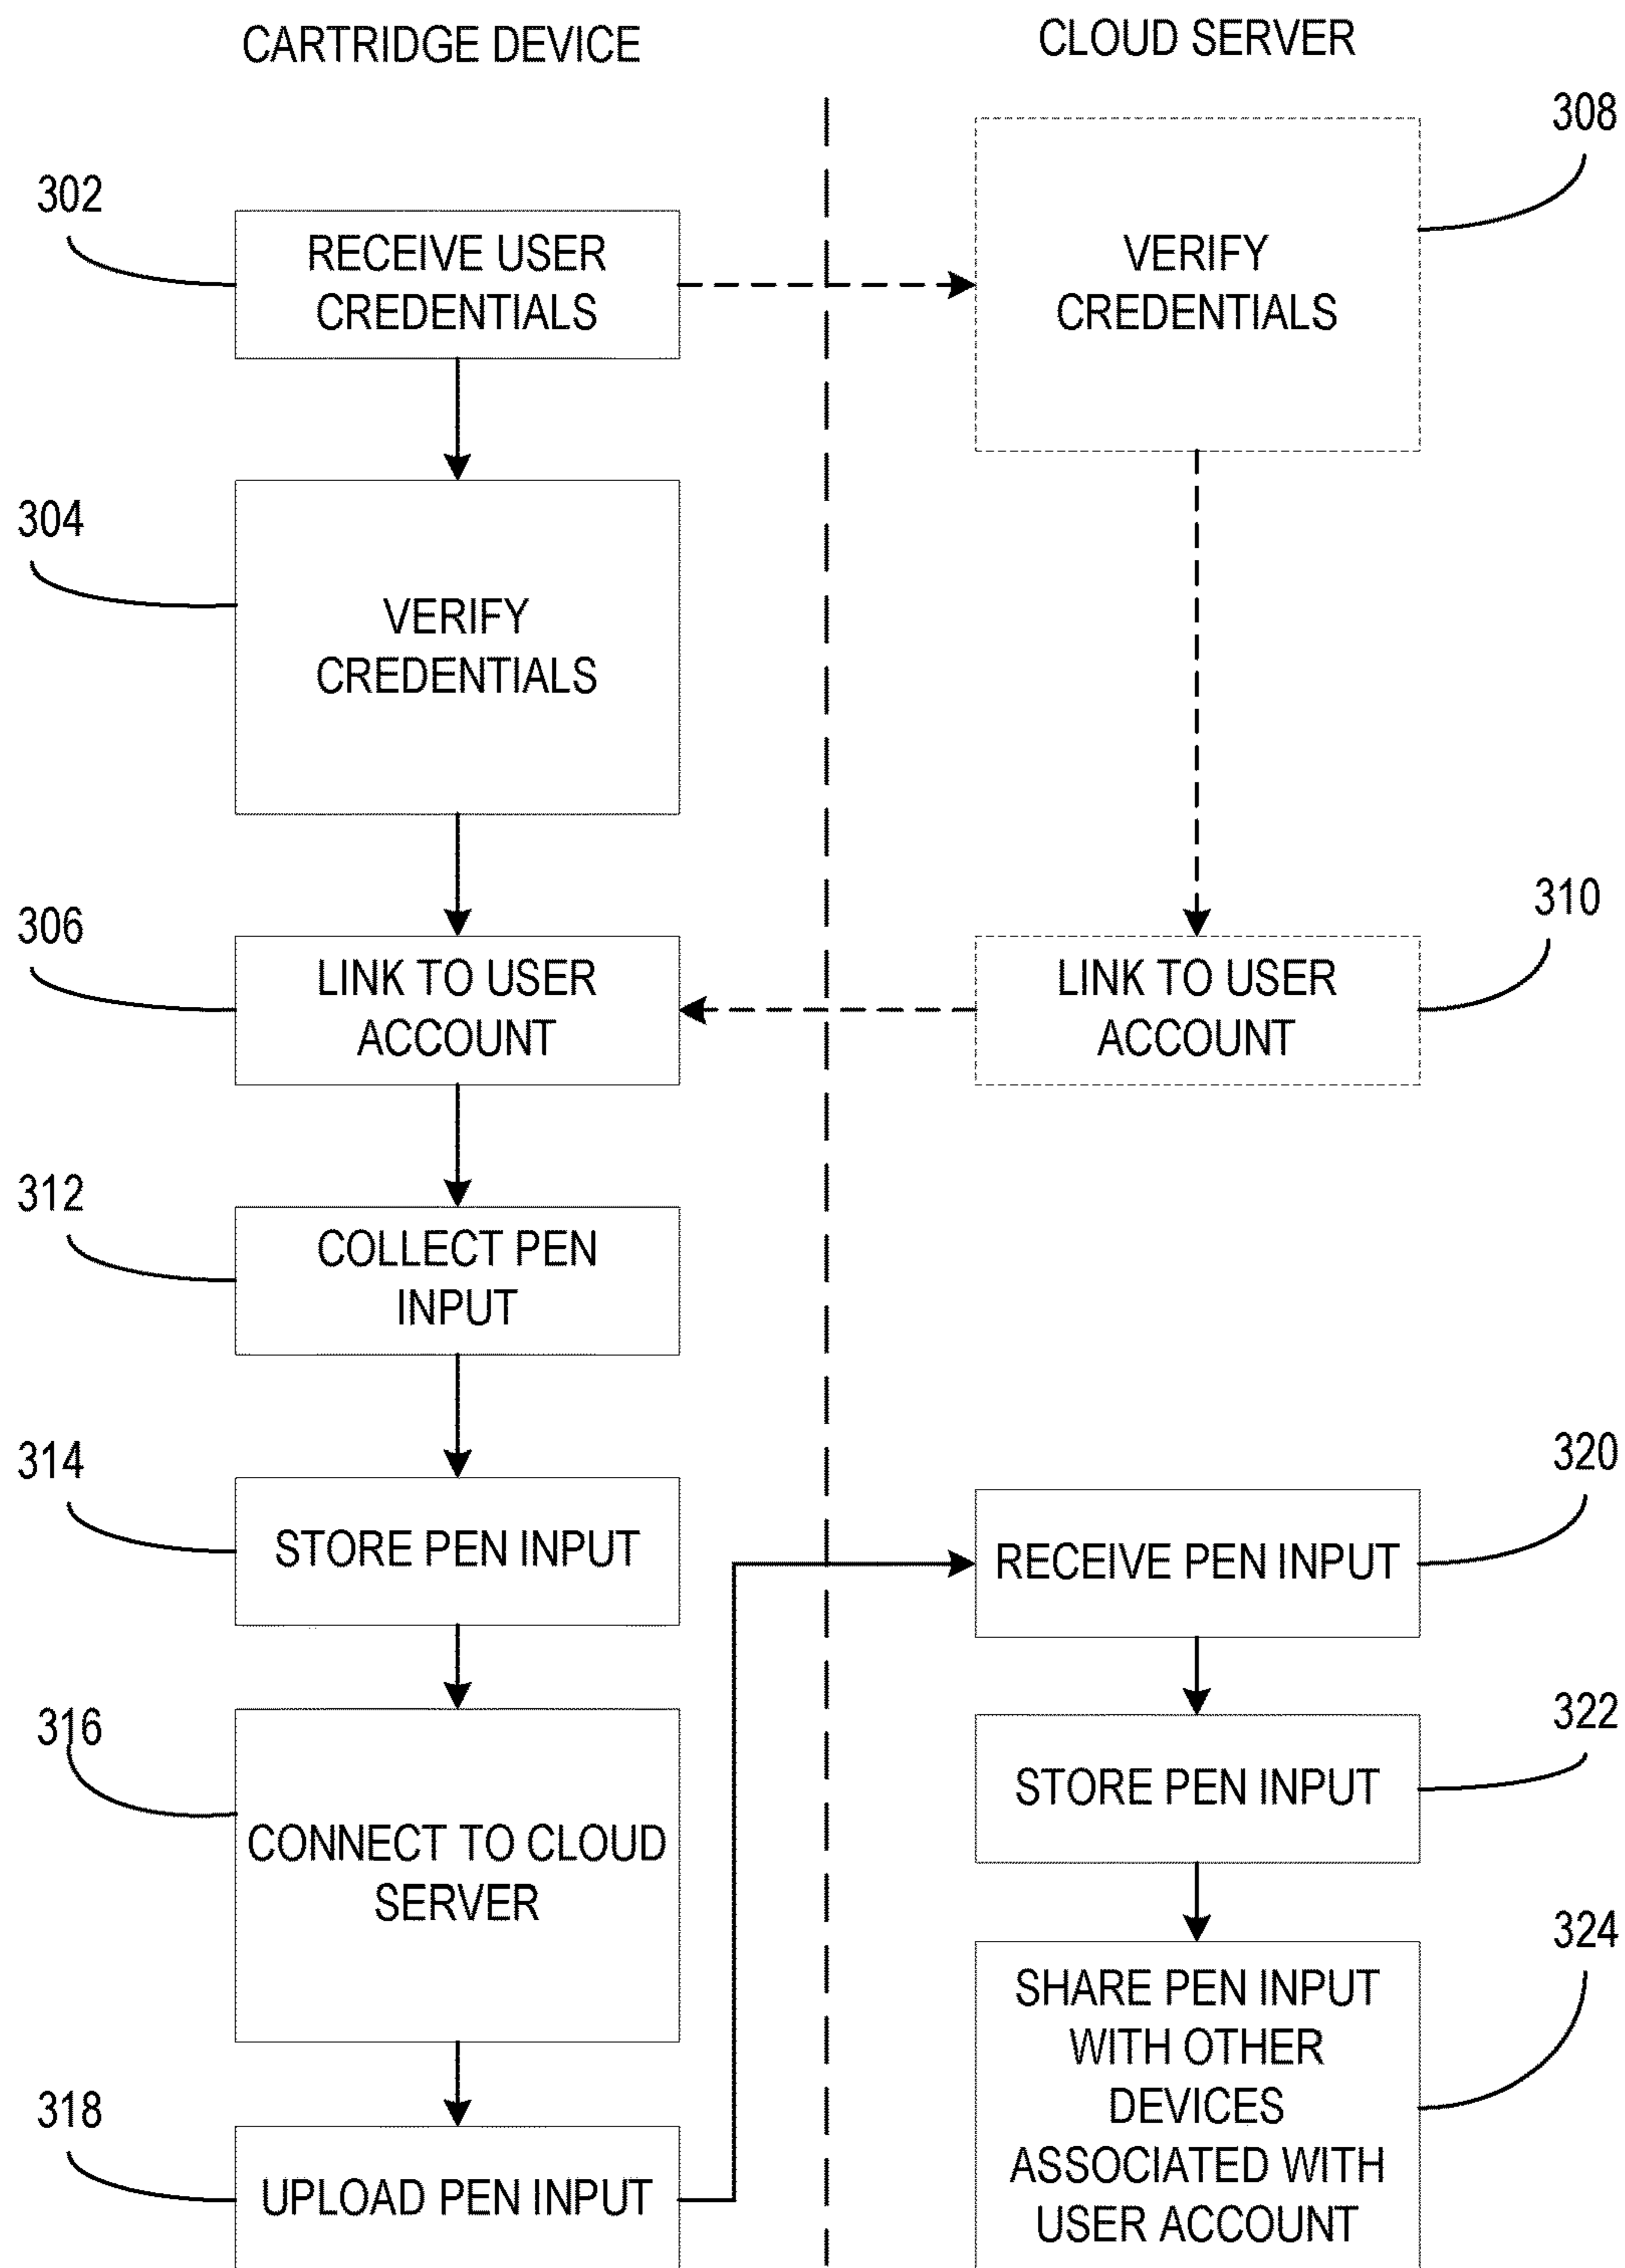 CARTRIDGE DEVICE
CLOUD SERVER
308
302
RECEIVE USER
CREDENTIALS
VERIFY
CREDENTIALS
304
VERIFY
CREDENTIALS
306
LINK TO USER
ACCOUNT
310
LINK TO USER
ACCOUNT
312
COLLECT PEN
INPUT
314
STORE PEN INPUT
320
RECEIVE PEN INPUT
316
CONNECT TO CLOUD
SERVER
322
STORE PEN INPUT
318
UPLOAD PEN INPUT
324
SHARE PEN INPUT
WITH OTHER
DEVICES
ASSOCIATED WITH
USER ACCOUNT